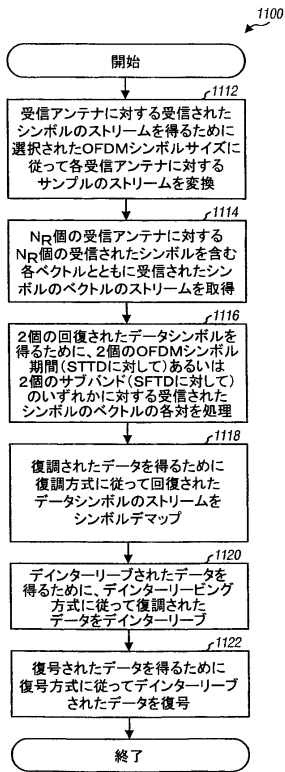 1100
開始
1112
受信アンテナに対する受信された
シンボルのストリームを得るために
選択されたOFDMシンボルサイズに
従って各受信アンテナに対する
サンプルのストリームを変換
1114
NR個の受信アンテナに対する
NR個の受信されたシンボルを含む
各ベクトルとともに受信されたシン
ボルのベクトルのストリームを取得
1116
2個の回復されたデータシンボルを
得るために、2個のOFDMシンボル
期間(STTDに対して)あるいは
2個のサブバンド(SFTDに対して)
のいずれかに対する受信された
シンボルのベクトルの各対を処理
1118
復調されたデータを得るために
復調方式に従って回復された
データシンボルのストリームを
シンボルデマップ
1120
デインターリーブされたデータを
得るために、デインターリービング
方式に従って復調された
データをデインターリーブ
1122
復号されたデータを得るために
復号方式に従ってデインターリーブ
されたデータを復号
終了